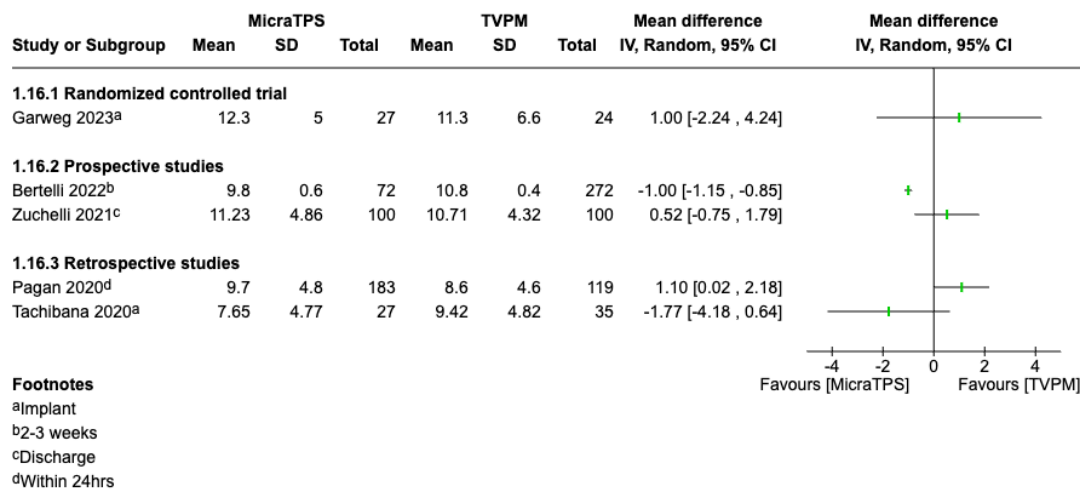 MicraTPS TVPM Mean difference Mean difference
Study or Subgroup Mean SD Total Mean SD Total IV, Random, 95% CI IV, Random, 95% CI
1.16.1 Randomized controlled trial
Garweg 2023a 12.3 5 27 11.3 6.6 24 1.00 [-2.24 , 4.24]
1.16.2 Prospective studies
Bertelli 2022b 9.8 0.6 72 10.8 0.4 272 -1.00 [-1.15 , -0.85]
Zuchelli 2021c 11.23 4.86 100 10.71 4.32 100 0.52 [-0.75 , 1.79]
1.16.3 Retrospective studies
Pagan 2020d 9.7 4.8 183 8.6 4.6 119 1.10 [0.02 , 2.18]
Tachibana 2020a 7.65 4.77 27 9.42 4.82 35 -1.77 [-4.18 , 0.64]
-4 -2 0 2 4
Favours [MicraTPS] Favours [TVPM]
Footnotes
aImplant
b2-3 weeks
cDischarge
dWithin 24hrs